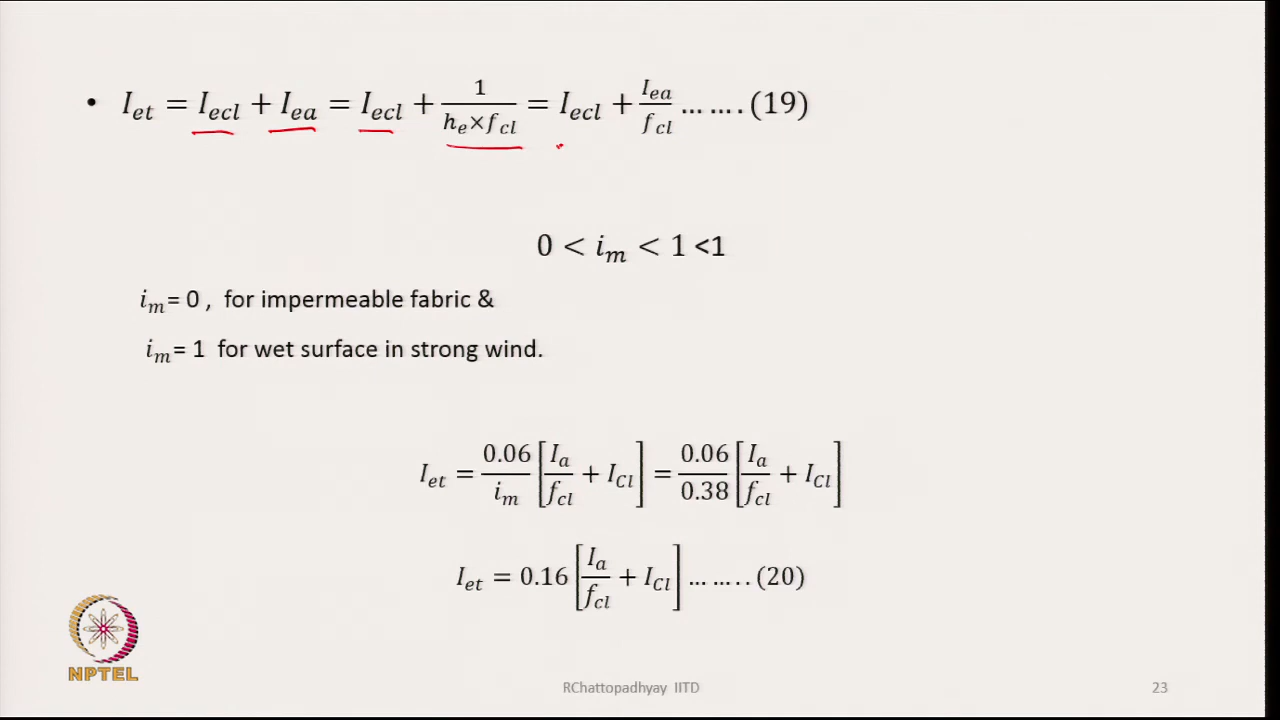 • I_et = I_ecl + I_ea = I_ecl + 1/(h_e×f_cl) = I_ecl + I_ea/f_cl … … . (19)
0 < i_m < 1 <1
i_m= 0 , for impermeable fabric &
i_m= 1 for wet surface in strong wind.
I_et = 0.06/i_m [I_a/f_cl + I_Cl] = 0.06/0.38 [I_a/f_cl + I_Cl]
I_et = 0.16 [I_a/f_cl + I_Cl] … … . . (20)
NPTEL
RChattopadhyay IITD
23